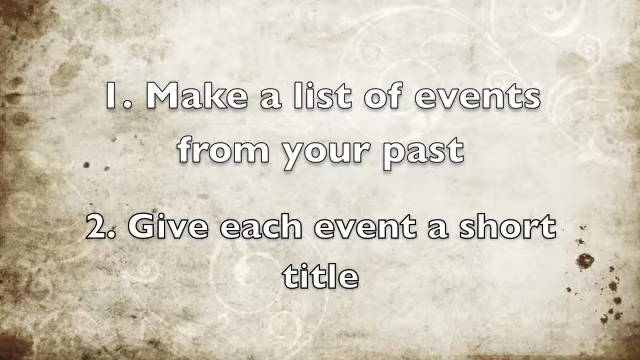 1. Make a list of events
from your past
2. Give each event a short
title